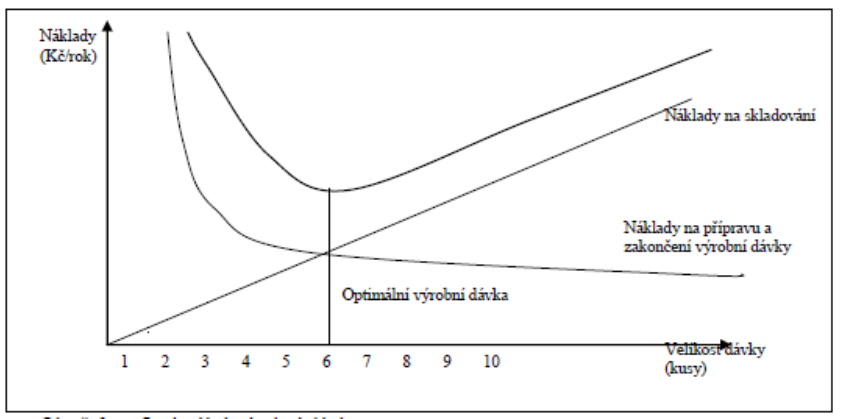 Náklady
(Kč/rok)
Náklady na skladování
Náklady na přípravu a
zakončení výrobní dávky
Optimální výrobní dávka
1 2 3 4 5 6 7 8 9 10
Velikost dávky
(kusy)